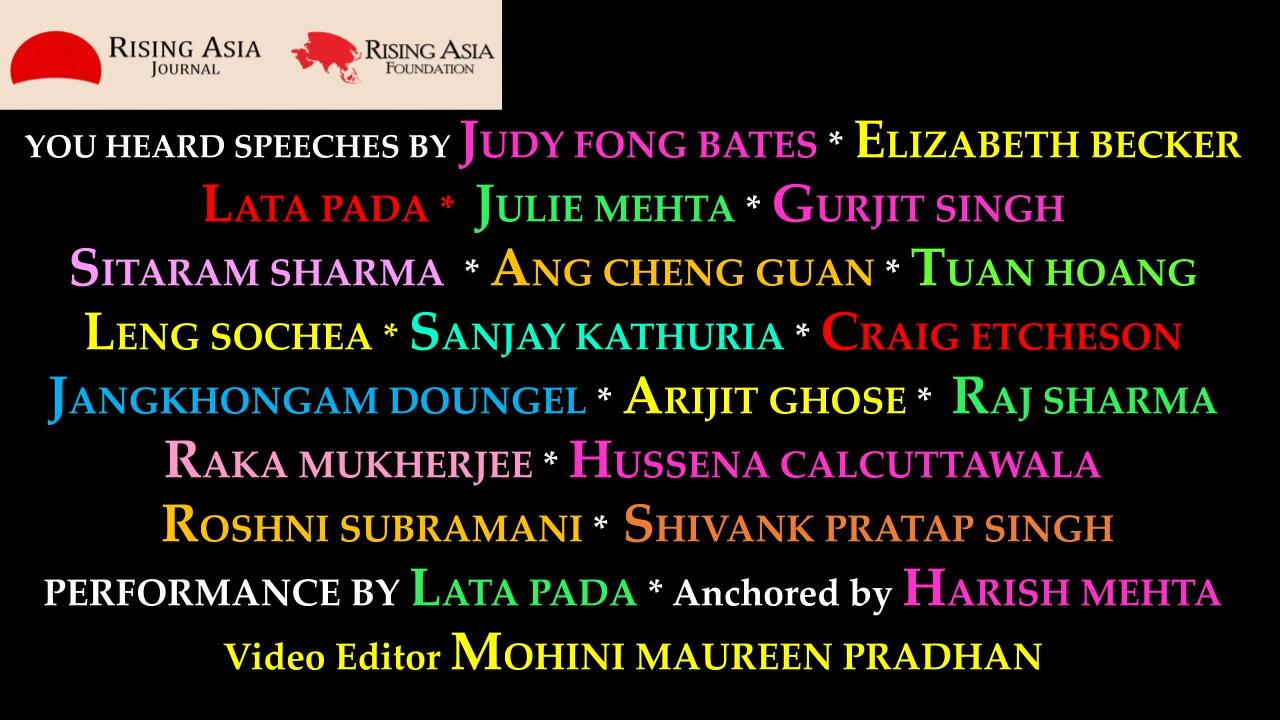 RISING ASIA
JOURNAL
RISING ASIA
FOUNDATION
YOU HEARD SPEECHES BY JUDY FONG BATES * ELIZABETH BECKER
LATA PADA * JULIE MEHTA * GURJIT SINGH
SITARAM SHARMA * ANG CHENG GUAN * TUAN HOANG
LENG SOCHEA * SANJAY KATHURIA * CRAIG ETCHESON
JANGKHONGAM DOUNGEL * ARIJIT GHOSE * RAJ SHARMA
RAKA MUKHERJEE * HUSSENA CALCUTTAWALA
ROSHNI SUBRAMANI * SHIVANK PRATAP SINGH
PERFORMANCE BY LATA PADA * Anchored by HARISH MEHTA
Video Editor MOHINI MAUREEN PRADHAN